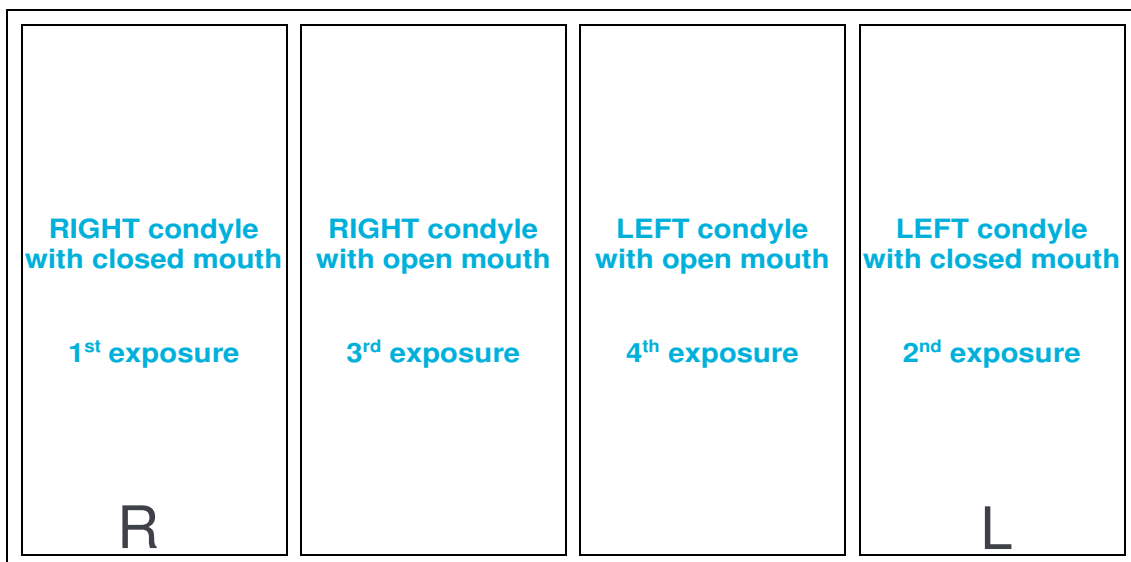 RIGHT condyle
with closed mouth
1st exposure
R
RIGHT condyle
with open mouth
3rd exposure
LEFT condyle
with open mouth
4th exposure
LEFT condyle
with closed mouth
2nd exposure
L